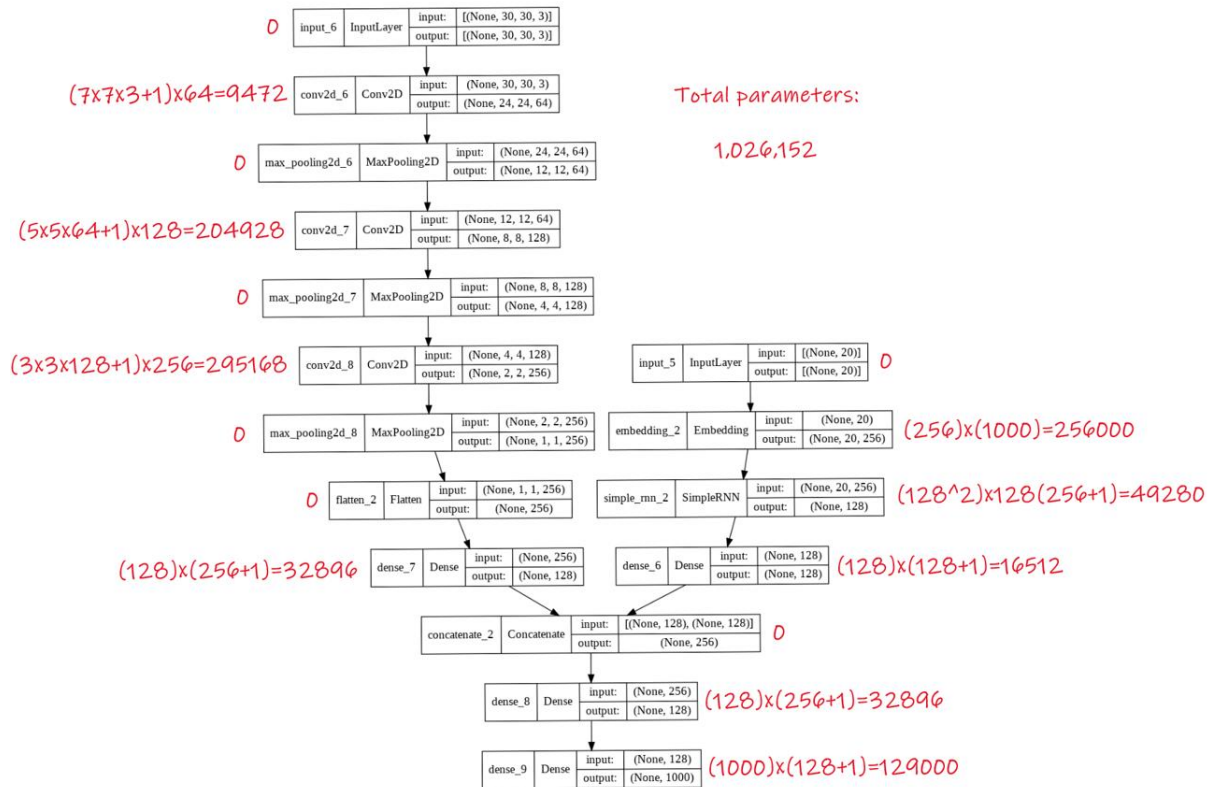 0 input_6 InputLayer input: [(None, 30, 30, 3)]
output: [(None, 30, 30, 3)]
(7x7x3+1)x64=9472 conv2d_6 Conv2D input: (None, 30, 30, 3)
output: (None, 24, 24, 64)
Total parameters:
1,026,152
0 max_pooling2d_6 MaxPooling2D input: (None, 24, 24, 64)
output: (None, 12, 12, 64)
(5x5x64+1)x128=204928 conv2d_7 Conv2D input: (None, 12, 12, 64)
output: (None, 8, 8, 128)
0 max_pooling2d_7 MaxPooling2D input: (None, 8, 8, 128)
output: (None, 4, 4, 128)
(3x3x128+1)x256=295168 conv2d_8 Conv2D input: (None, 4, 4, 128)
output: (None, 2, 2, 256)
input_5 InputLayer input: [(None, 20)] 0
output: [(None, 20)]
0 max_pooling2d_8 MaxPooling2D input: (None, 2, 2, 256)
output: (None, 1, 1, 256)
embedding_2 Embedding input: (None, 20) (256)x(1000)=256000
output: (None, 20, 256)
0 flatten_2 Flatten input: (None, 1, 1, 256)
output: (None, 256)
simple_rnn_2 SimpleRNN input: (None, 20, 256) (128^2)x128(256+1)=49280
output: (None, 128)
(128)x(256+1)=32896 dense_7 Dense input: (None, 256)
output: (None, 128)
dense_6 Dense input: (None, 128) (128)x(128+1)=16512
output: (None, 128)
concatenate_2 Concatenate input: [(None, 128), (None, 128)] 0
output: (None, 256)
dense_8 Dense input: (None, 256) (128)x(256+1)=32896
output: (None, 128)
dense_9 Dense input: (None, 128) (1000)x(128+1)=129000
output: (None, 1000)